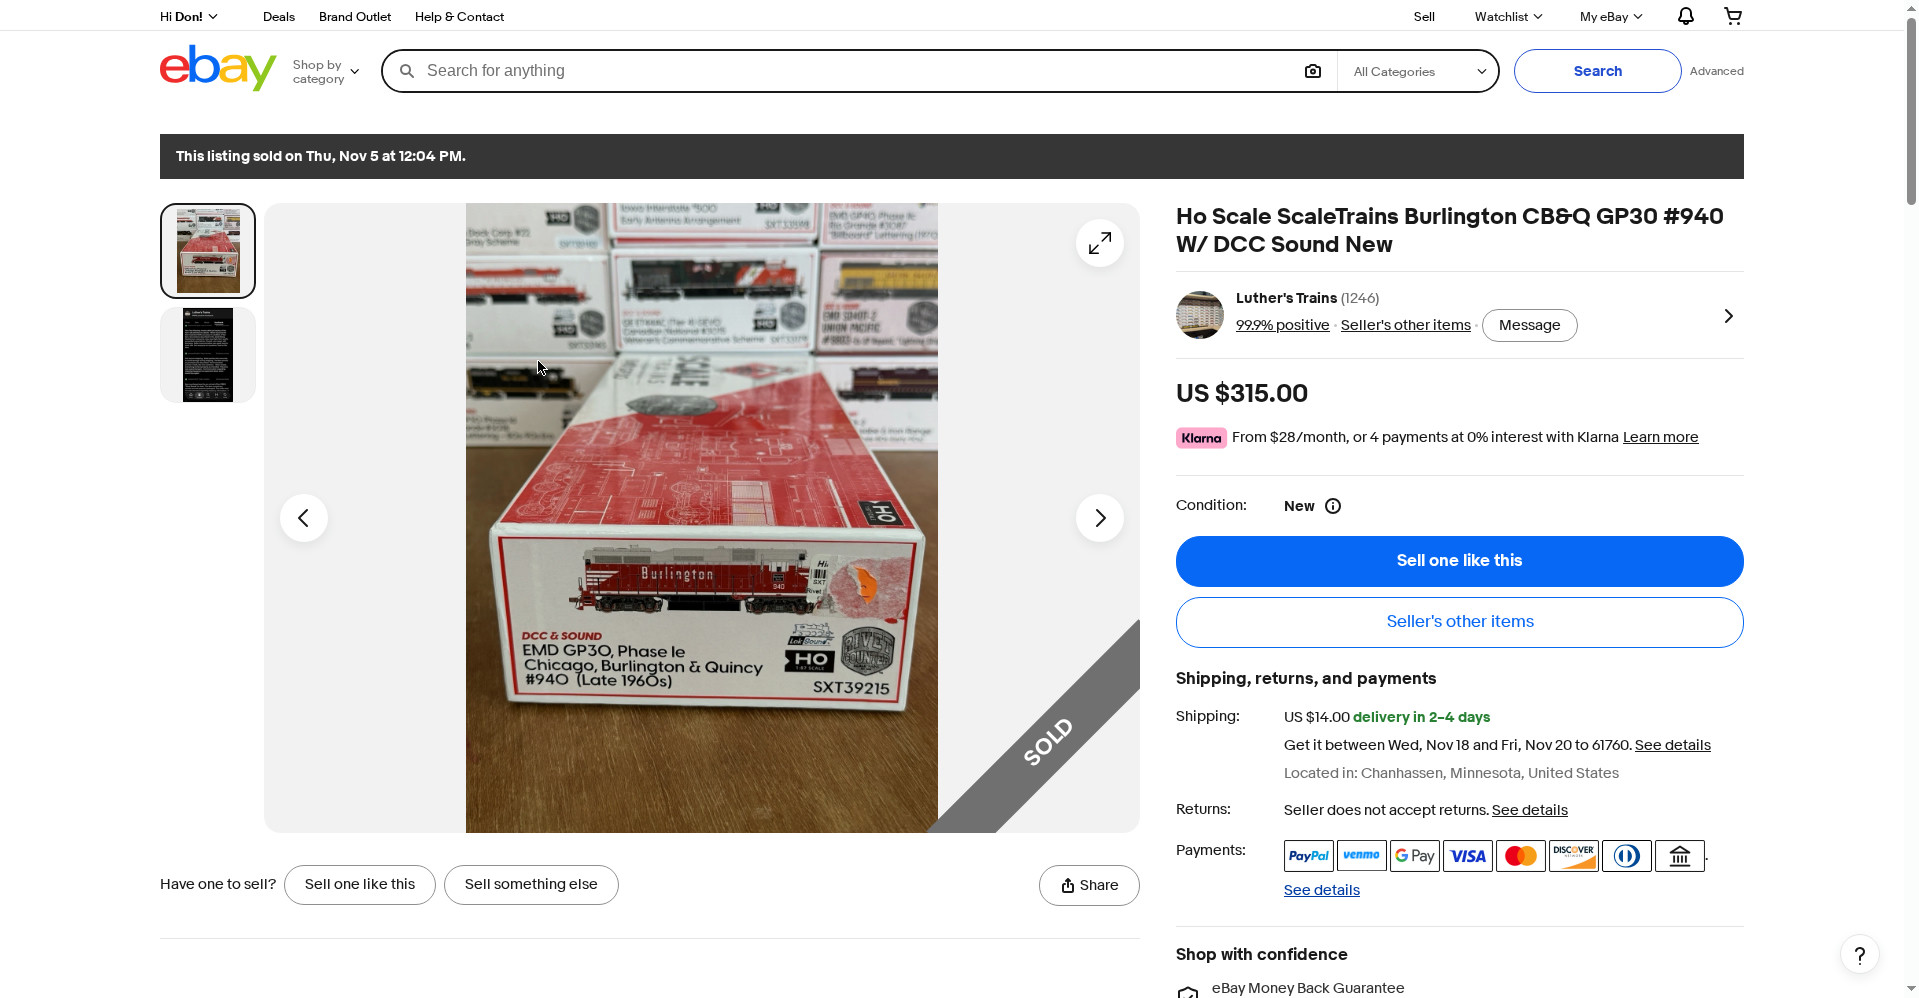 Hi Don!
Deals
Brand Outlet
Help & Contact
Sell
Watchlist
My eBay
ebay
Shop by category
Search for anything
All Categories
Search
Advanced
This listing sold on Thu, Nov 5 at 12:04 PM.
HO
Burlington
940
DCC & SOUND
EMD GP30, Phase Ie
Chicago, Burlington & Quincy
#940 (Late 1960s)
LokSound
HO
RIVET COUNTER
SXT39215
SOLD
Have one to sell?
Sell one like this
Sell something else
Share
Ho Scale ScaleTrains Burlington CB&Q GP30 #940
W/ DCC Sound New
Luther's Trains (1246)
99.9% positive · Seller's other items · Message
US $315.00
Klarna From $28/month, or 4 payments at 0% interest with Klarna Learn more
Condition: New
Sell one like this
Seller's other items
Shipping, returns, and payments
Shipping: US $14.00 delivery in 2–4 days
Get it between Wed, Nov 18 and Fri, Nov 20 to 61760. See details
Located in: Chanhassen, Minnesota, United States
Returns: Seller does not accept returns. See details
Payments: PayPal venmo G Pay VISA DISCOVER
See details
Shop with confidence
eBay Money Back Guarantee
?